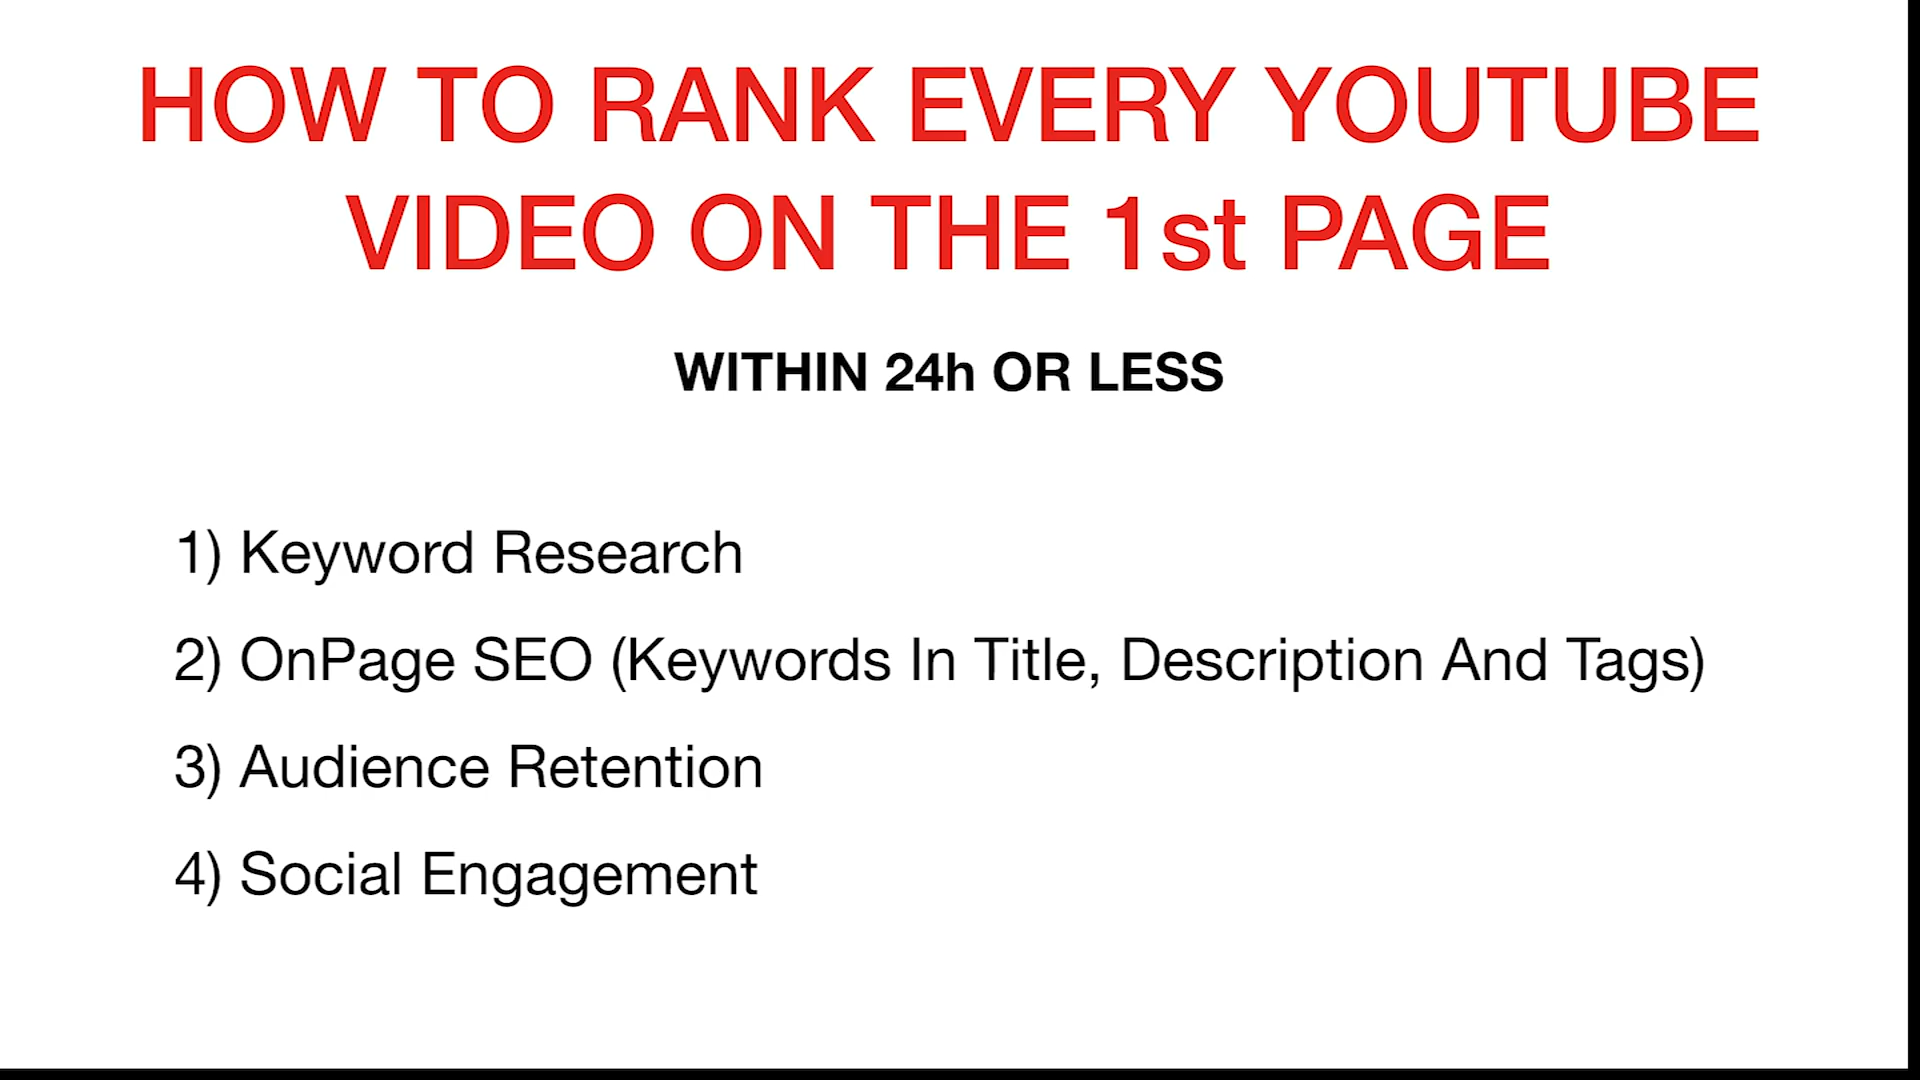 HOW TO RANK EVERY YOUTUBE
VIDEO ON THE 1st PAGE
WITHIN 24h OR LESS
1) Keyword Research
2) OnPage SEO (Keywords In Title, Description And Tags)
3) Audience Retention
4) Social Engagement